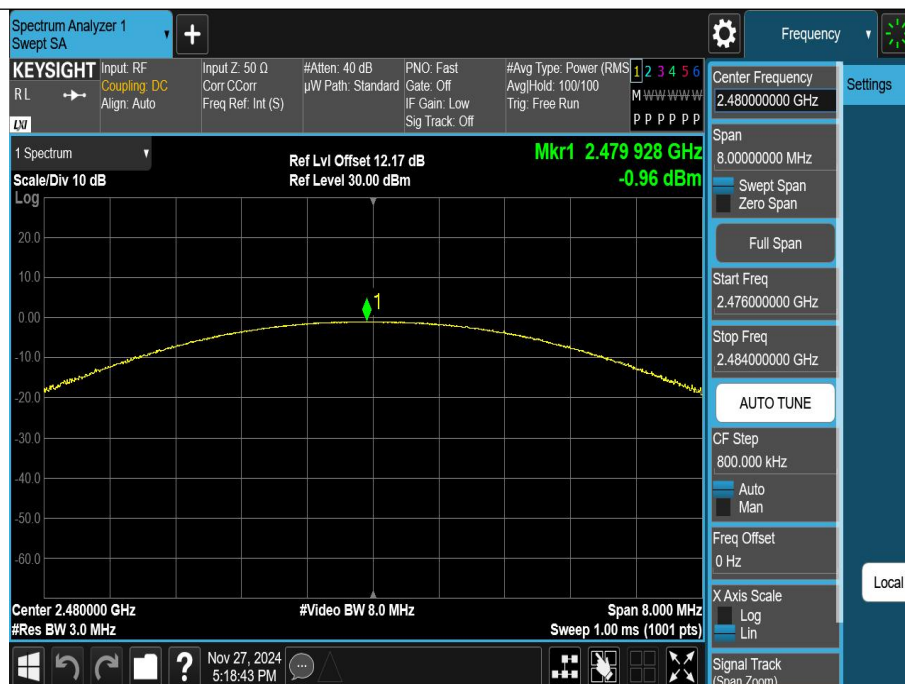 Spectrum Analyzer 1
Swept SA
+
Frequency
KEYSIGHT
R L
LXI
Input: RF
Coupling: DC
Align: Auto
Input Z: 50 Ω
Corr CCorr
Freq Ref: Int (S)
#Atten: 40 dB
µW Path: Standard
PNO: Fast
Gate: Off
IF Gain: Low
Sig Track: Off
#Avg Type: Power (RMS
Avg|Hold: 100/100
Trig: Free Run
1 2 3 4 5 6
M W W W W W
P P P P P P
1 Spectrum
Scale/Div 10 dB
Log
Ref Lvl Offset 12.17 dB
Ref Level 30.00 dBm
Mkr1 2.479 928 GHz
-0.96 dBm
20.0
10.0
0.00
-10.0
-20.0
-30.0
-40.0
-50.0
-60.0
1
Center 2.480000 GHz
#Res BW 3.0 MHz
#Video BW 8.0 MHz
Span 8.000 MHz
Sweep 1.00 ms (1001 pts)
Center Frequency
2.480000000 GHz
Settings
Span
8.00000000 MHz
Swept Span
Zero Span
Full Span
Start Freq
2.476000000 GHz
Stop Freq
2.484000000 GHz
AUTO TUNE
CF Step
800.000 kHz
Auto
Man
Freq Offset
0 Hz
X Axis Scale
Log
Lin
Local
Signal Track
(Span Zoom)
?
Nov 27, 2024
5:18:43 PM